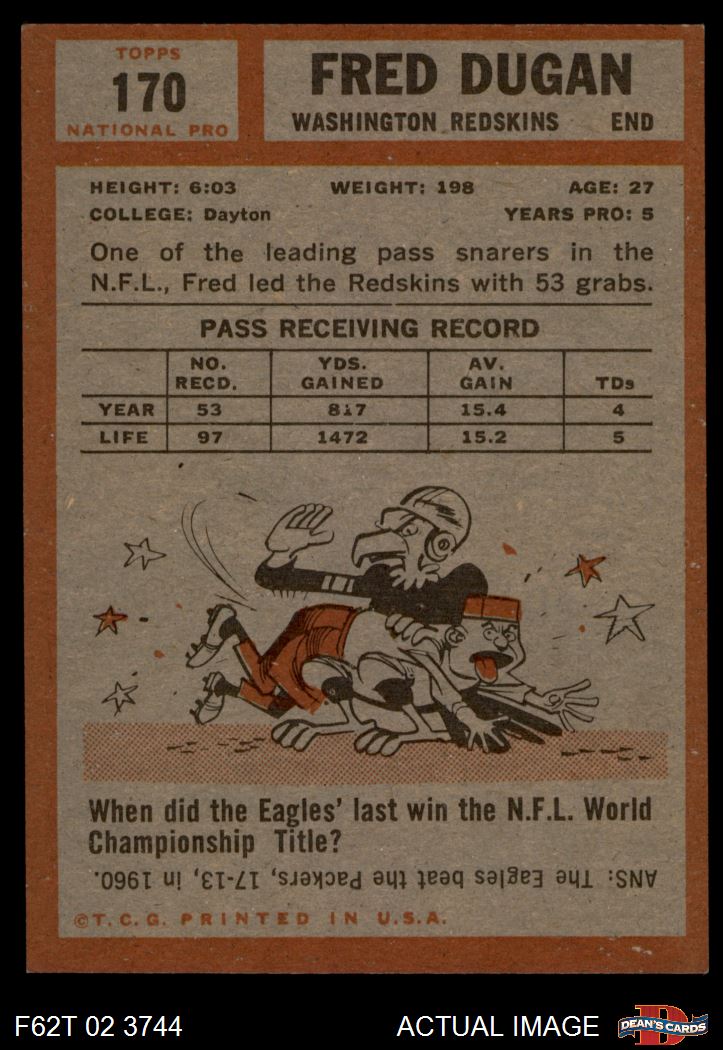 TOPPS
170
NATIONAL PRO
FRED DUGAN
WASHINGTON REDSKINS END
HEIGHT: 6:03 WEIGHT: 198 AGE: 27
COLLEGE: Dayton YEARS PRO: 5
One of the leading pass snarers in the
N.F.L., Fred led the Redskins with 53 grabs.
PASS RECEIVING RECORD
NO. RECD. YDS. GAINED AV. GAIN TDs
YEAR 53 817 15.4 4
LIFE 97 1472 15.2 5
When did the Eagles' last win the N.F.L. World
Championship Title?
ANS: The Eagles beat the Packers, 17-13, in 1960.
©T.C.G. PRINTED IN U.S.A.
F62T 02 3744 ACTUAL IMAGE
D
DEAN'S CARDS